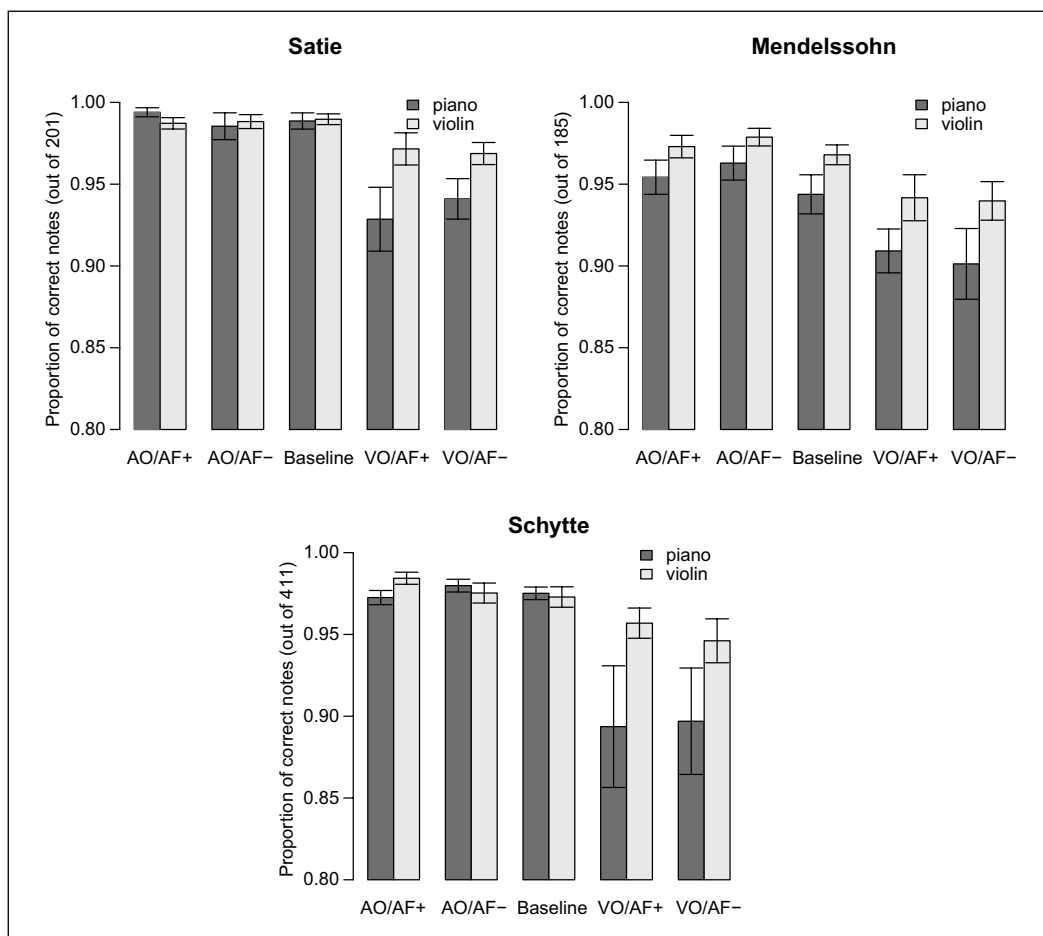 Satie
piano
violin
Proportion of correct notes (out of 201)
1.00
0.95
0.90
0.85
0.80
AO/AF+ AO/AF− Baseline VO/AF+ VO/AF−
Mendelssohn
piano
violin
Proportion of correct notes (out of 185)
1.00
0.95
0.90
0.85
0.80
AO/AF+ AO/AF− Baseline VO/AF+ VO/AF−
Schytte
piano
violin
Proportion of correct notes (out of 411)
1.00
0.95
0.90
0.85
0.80
AO/AF+ AO/AF− Baseline VO/AF+ VO/AF−